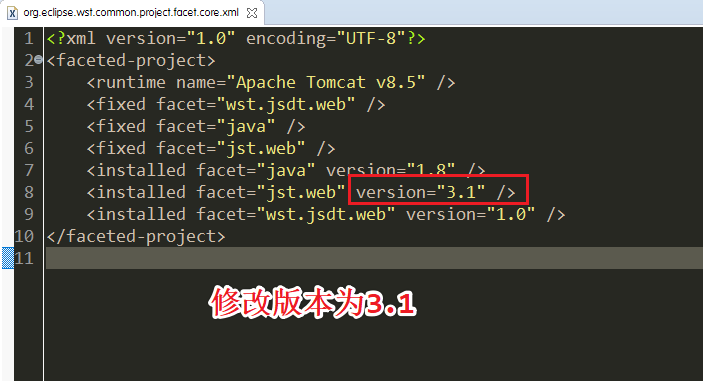 org.eclipse.wst.common.project.facet.core.xml
1 <?xml version="1.0" encoding="UTF-8"?>
2 <faceted-project>
3 <runtime name="Apache Tomcat v8.5" />
4 <fixed facet="wst.jsdt.web" />
5 <fixed facet="java" />
6 <fixed facet="jst.web" />
7 <installed facet="java" version="1.8" />
8 <installed facet="jst.web" version="3.1" />
9 <installed facet="wst.jsdt.web" version="1.0" />
10 </faceted-project>
11
修改版本为3.1